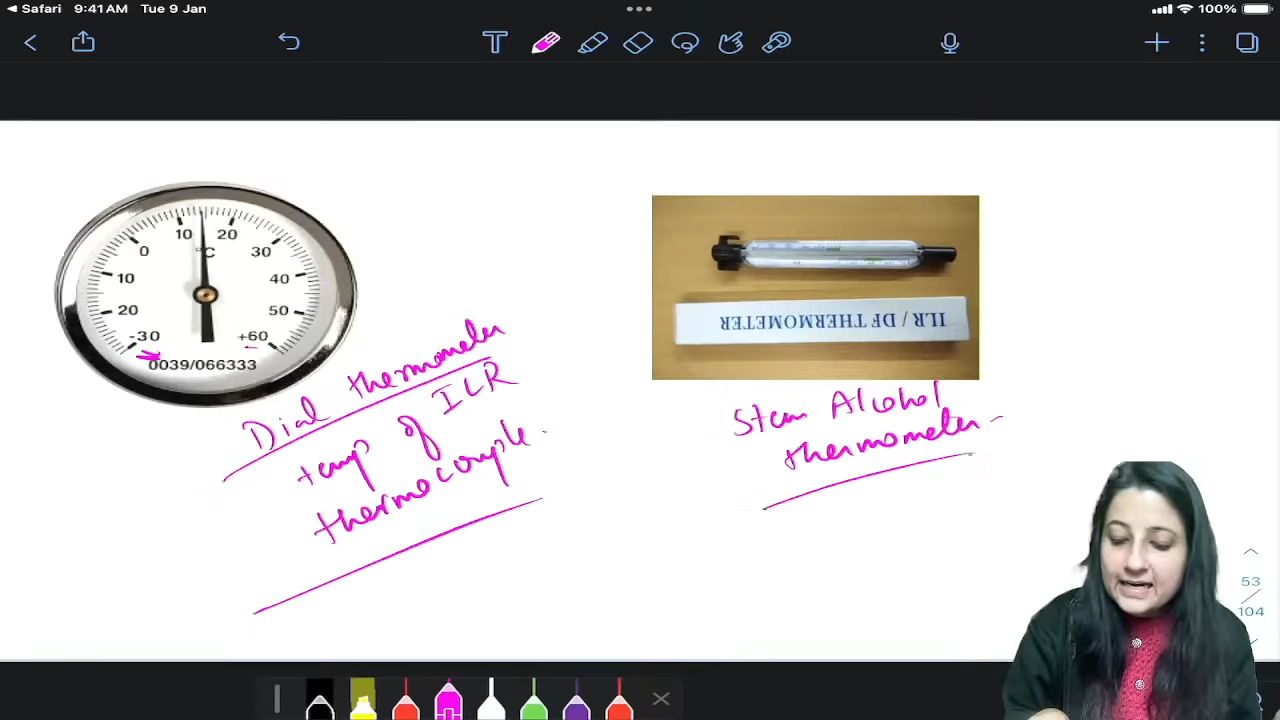 Safari 9:41 AM Tue 9 Jan
100%
T
10 20
0 °C 30
10 40
20 50
-30 +60
0039/066333
ILR / DF THERMOMETER
Dial thermometer
temp of ILR
thermocouple
Stem Alcohol
thermometer
53
104